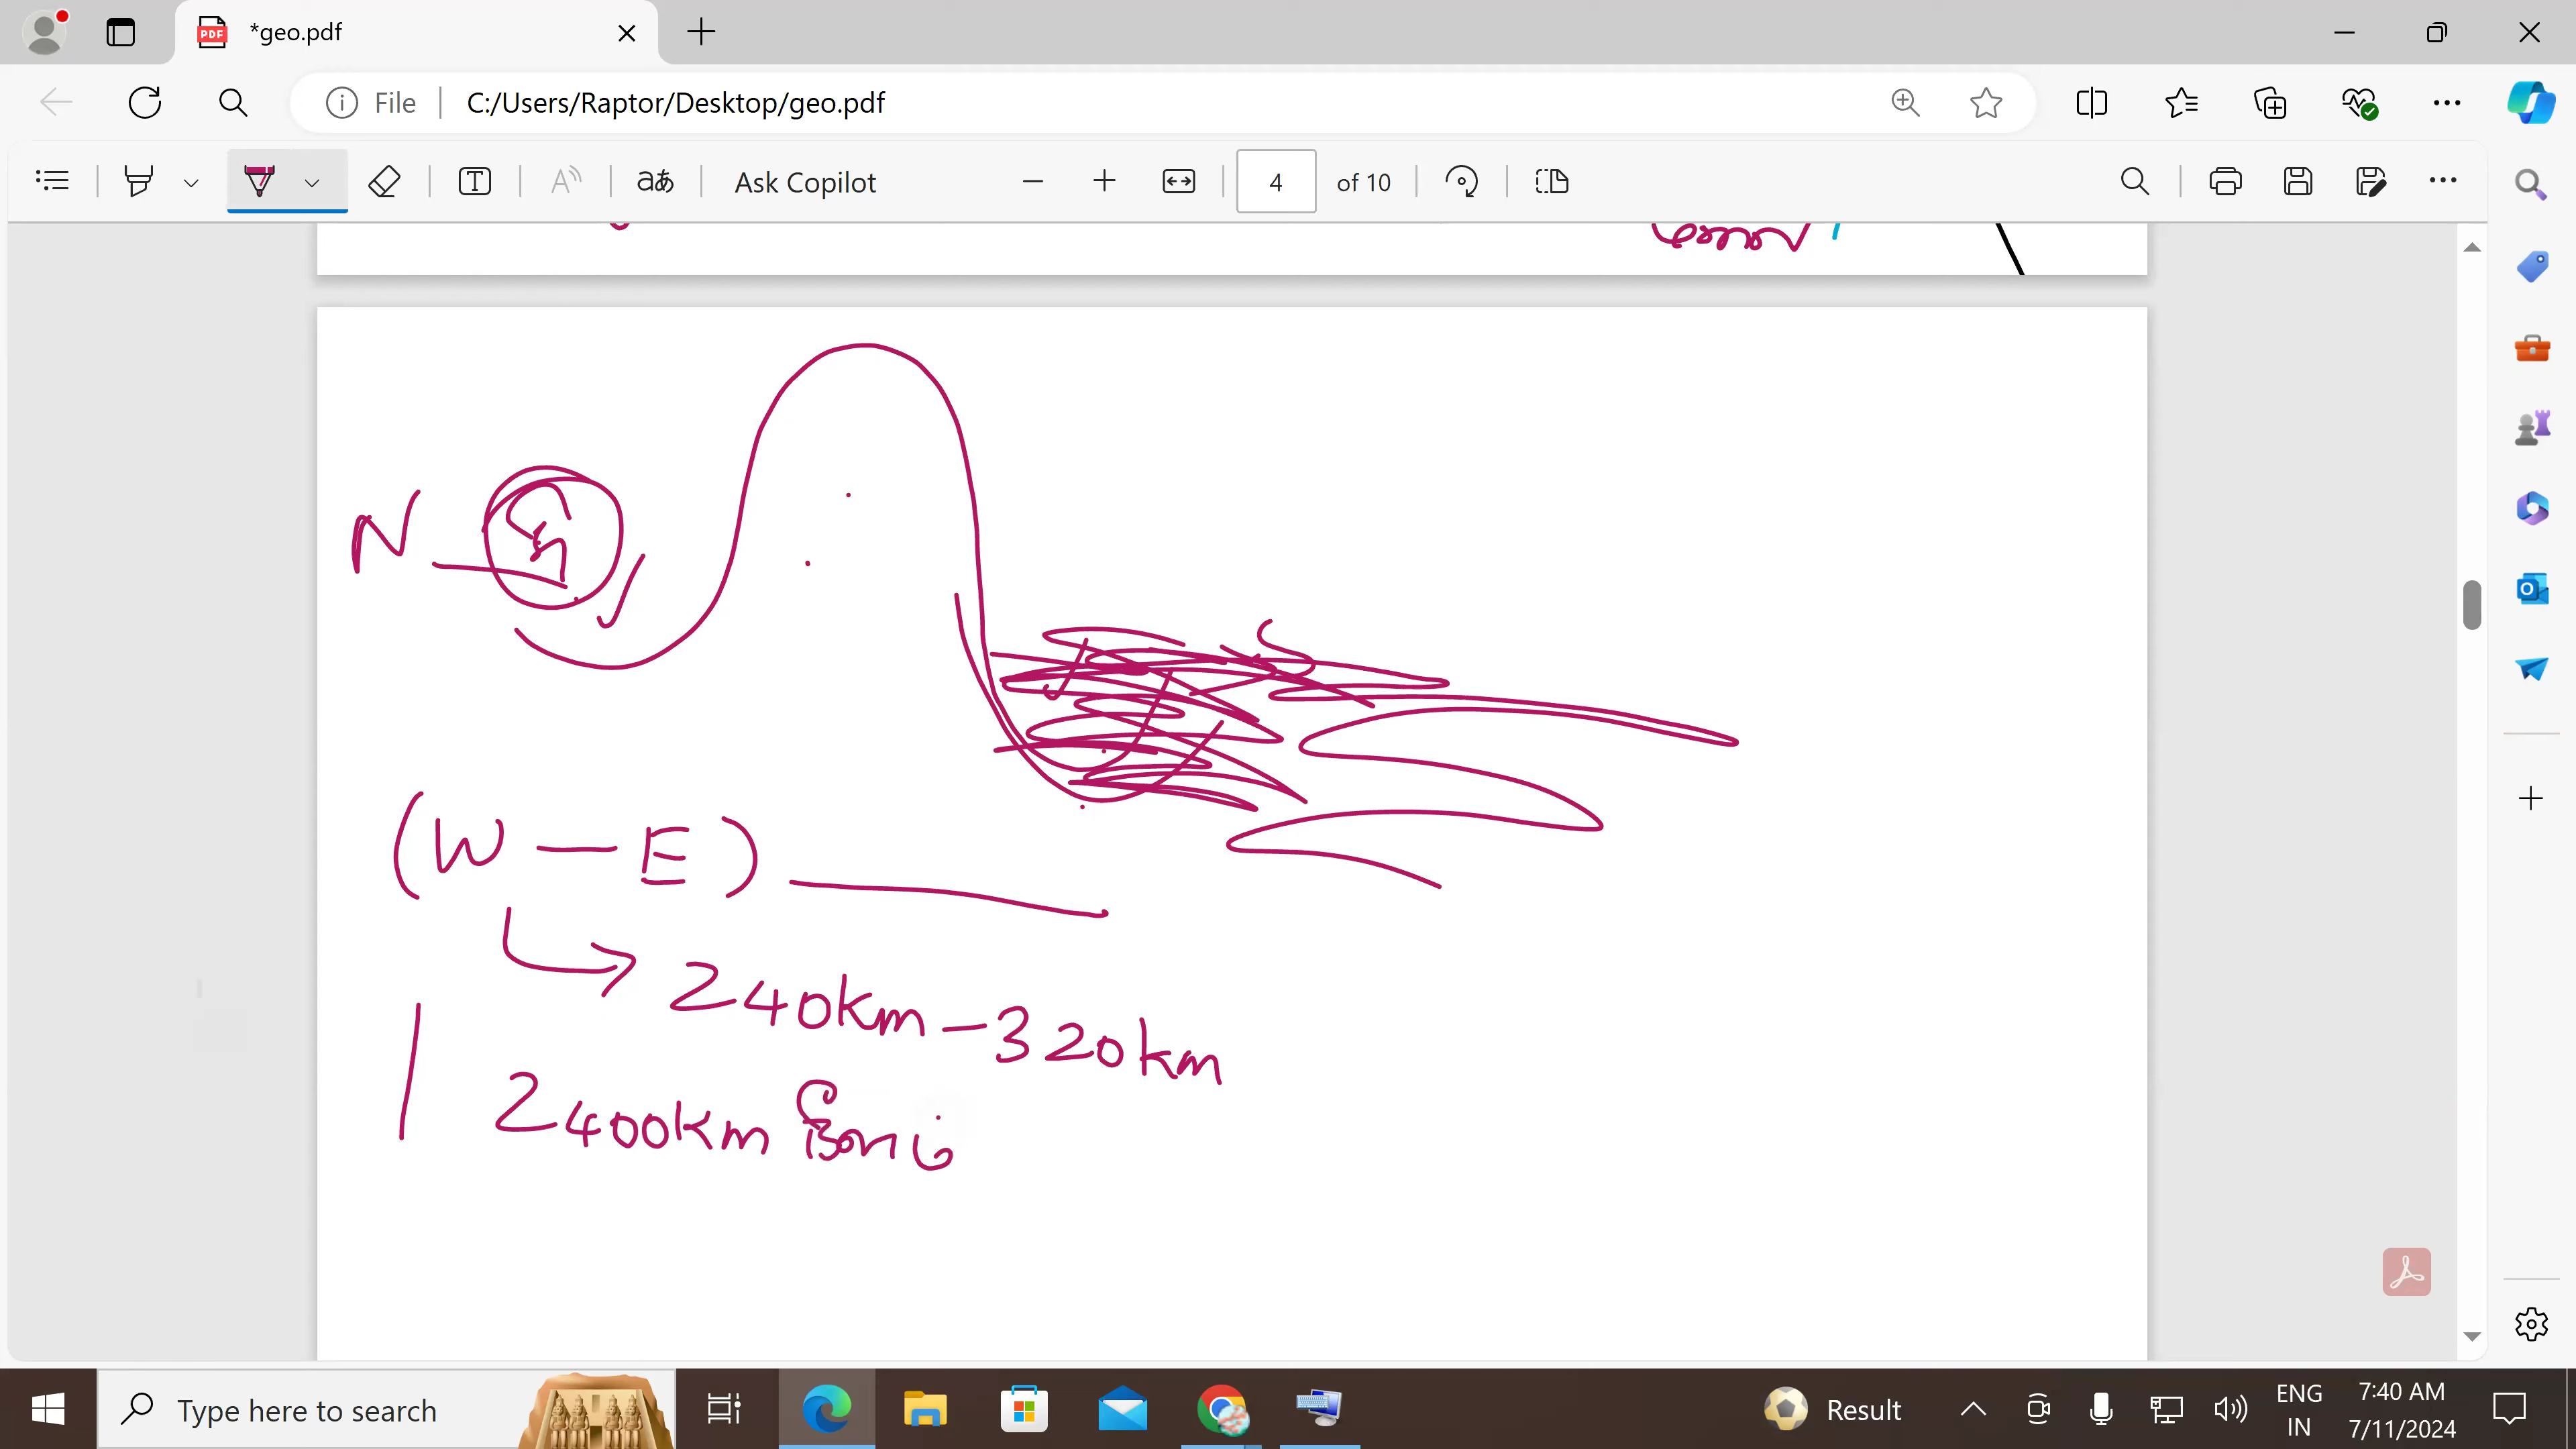 *geo.pdf
File
C:/Users/Raptor/Desktop/geo.pdf
Ask Copilot
4 of 10
N
(W — E)
240km – 320km
2400km
Type here to search
Result
ENG
IN
7:40 AM
7/11/2024